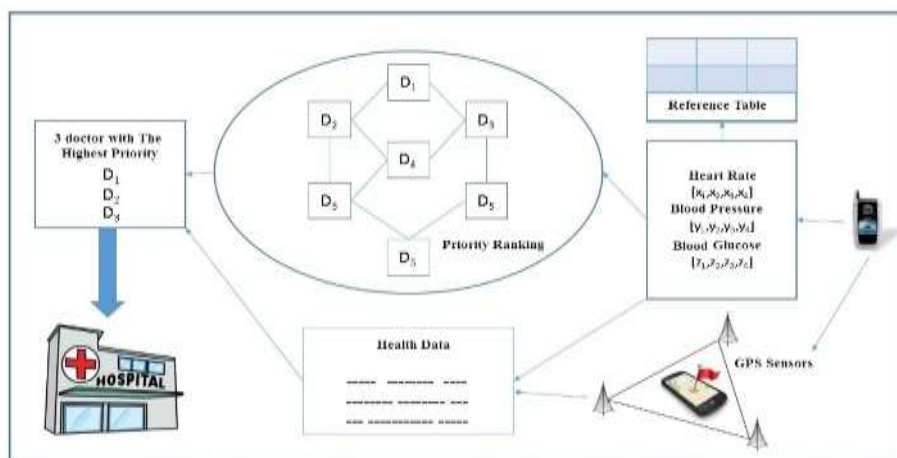 3 doctor with The
Highest Priority
D₁
D₂
D₃
D₁
D₂
D₃
D₄
D₅
D₅
D₅
Priority Ranking
Reference Table
Heart Rate
[x₁,x₂,x₃,x₄]
Blood Pressure
[y₁,y₂,y₃,y₄]
Blood Glucose
[z₁,z₂,z₃,z₄]
Health Data
GPS Sensors
HOSPITAL